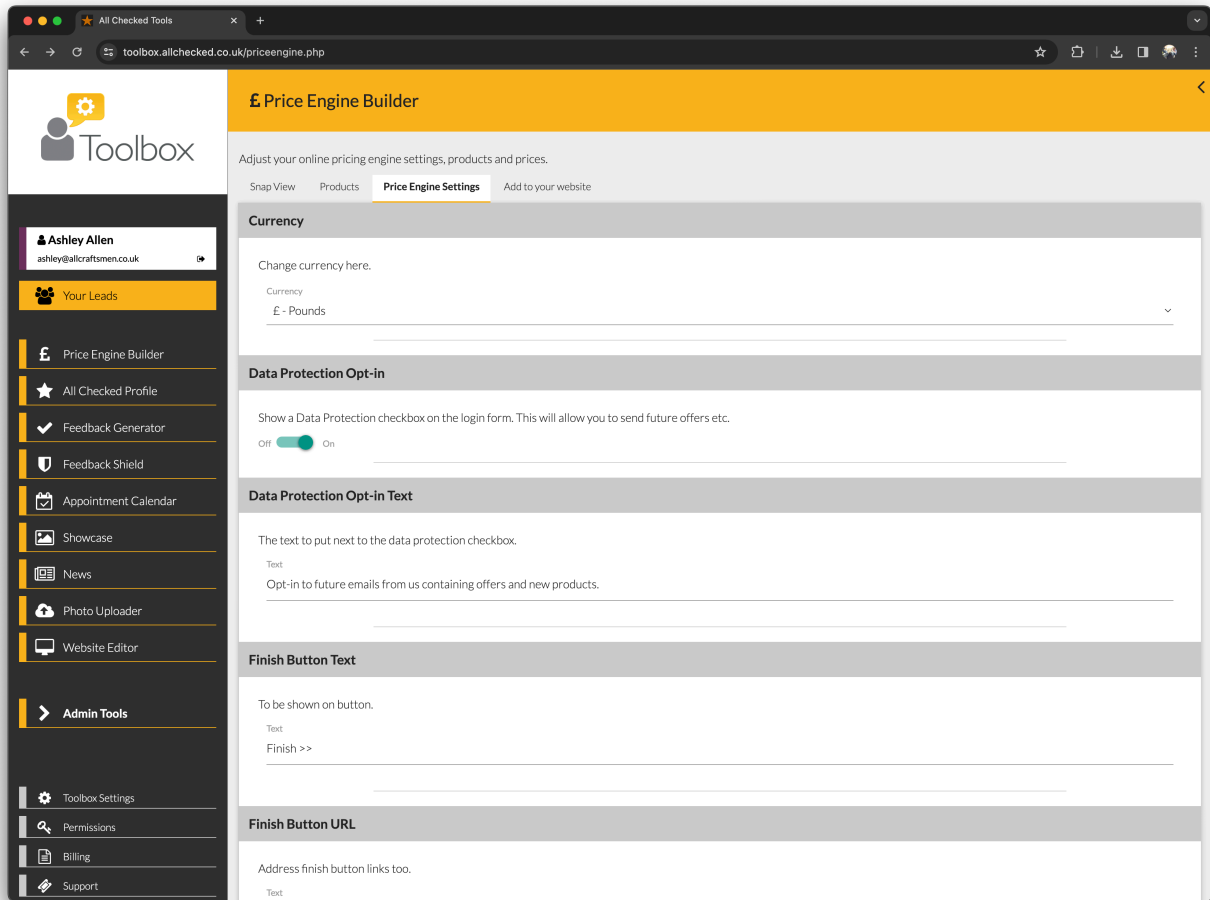 All Checked Tools
toolbox.allchecked.co.uk/priceengine.php
Toolbox
£ Price Engine Builder
Ashley Allen
ashley@allcraftsmen.co.uk
Your Leads
£ Price Engine Builder
All Checked Profile
Feedback Generator
Feedback Shield
Appointment Calendar
Showcase
News
Photo Uploader
Website Editor
Admin Tools
Toolbox Settings
Permissions
Billing
Support
Adjust your online pricing engine settings, products and prices.
Snap View Products Price Engine Settings Add to your website
Currency
Change currency here.
Currency
£ - Pounds
Data Protection Opt-in
Show a Data Protection checkbox on the login form. This will allow you to send future offers etc.
Off On
Data Protection Opt-in Text
The text to put next to the data protection checkbox.
Text
Opt-in to future emails from us containing offers and new products.
Finish Button Text
To be shown on button.
Text
Finish >>
Finish Button URL
Address finish button links too.
Text